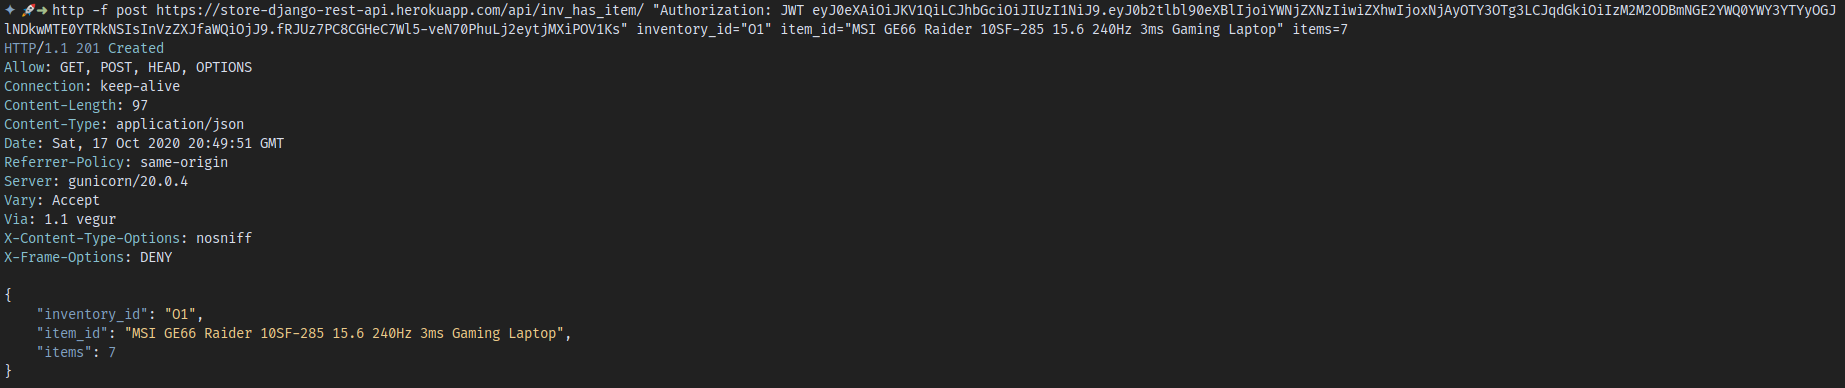 ✦ 🚀➜ http -f post https://store-django-rest-api.herokuapp.com/api/inv_has_item/ "Authorization: JWT eyJ0eXAiOiJKV1QiLCJhbGciOiJIUzI1NiJ9.eyJ0b2tlbl90eXBlIjoiYWNjZXNzIiwiZXhwIjoxNjAyOTY3OTg3LCJqdGkiOiIzM2M2ODBmNGE2YWQ0YWY3YTYyOGJ
lNDkwMTE0YTRkNSIsInVzZXJfaWQiOjJ9.fRJUz7PC8CGHeC7Wl5-veN70PhuLj2eytjMXiPOV1Ks" inventory_id="O1" item_id="MSI GE66 Raider 10SF-285 15.6 240Hz 3ms Gaming Laptop" items=7
HTTP/1.1 201 Created
Allow: GET, POST, HEAD, OPTIONS
Connection: keep-alive
Content-Length: 97
Content-Type: application/json
Date: Sat, 17 Oct 2020 20:49:51 GMT
Referrer-Policy: same-origin
Server: gunicorn/20.0.4
Vary: Accept
Via: 1.1 vegur
X-Content-Type-Options: nosniff
X-Frame-Options: DENY
{
"inventory_id": "O1",
"item_id": "MSI GE66 Raider 10SF-285 15.6 240Hz 3ms Gaming Laptop",
"items": 7
}